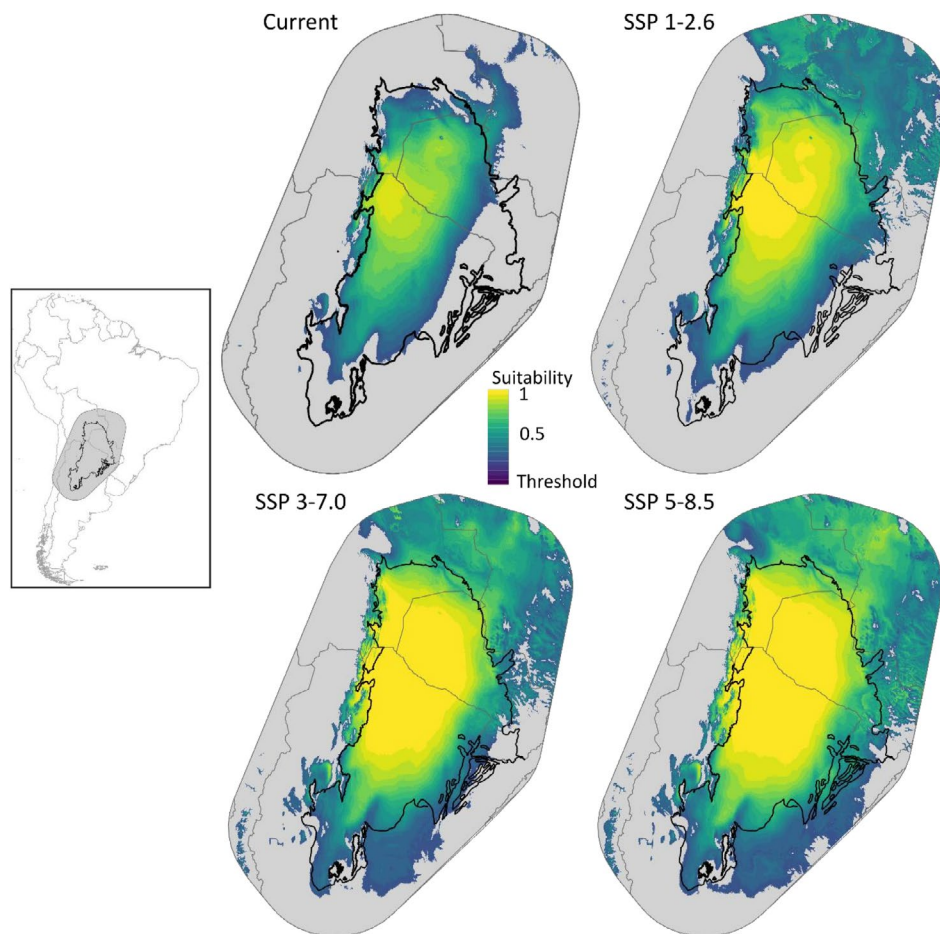 Current
SSP 1-2.6
Suitability
1
0.5
Threshold
SSP 3-7.0
SSP 5-8.5